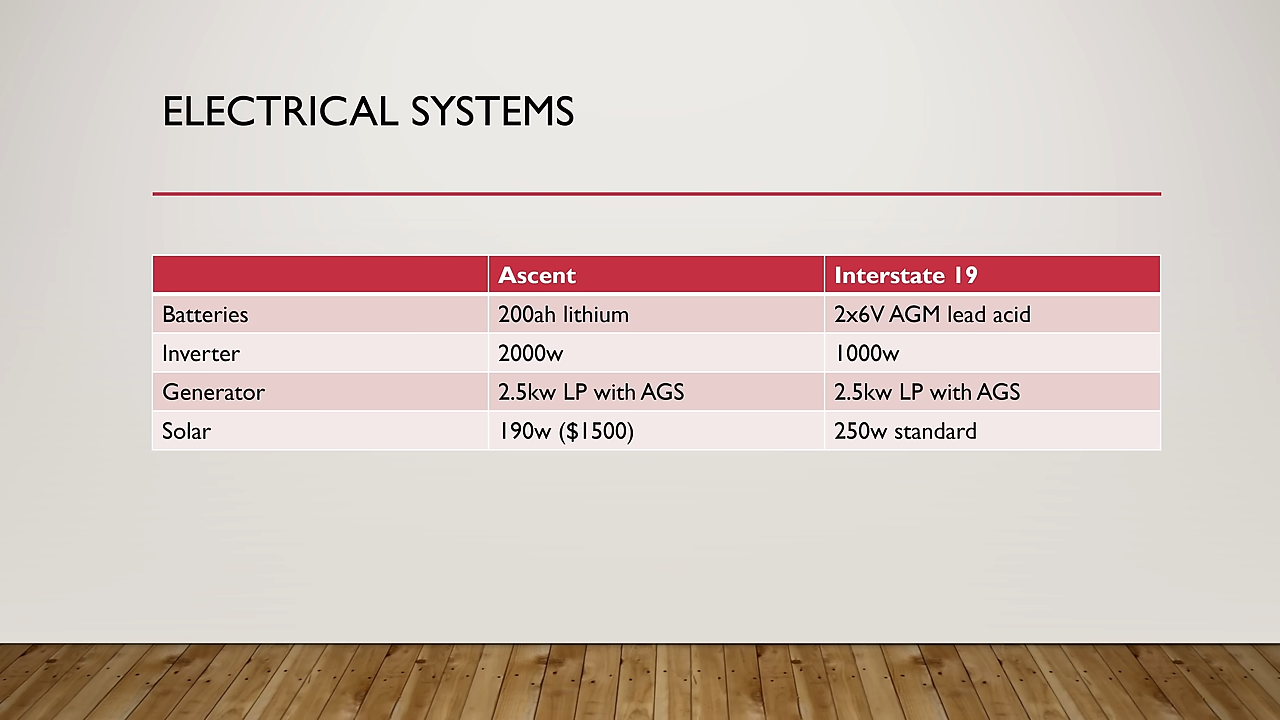 ELECTRICAL SYSTEMS
Ascent Interstate 19
Batteries 200ah lithium 2x6V AGM lead acid
Inverter 2000w 1000w
Generator 2.5kw LP with AGS 2.5kw LP with AGS
Solar 190w ($1500) 250w standard